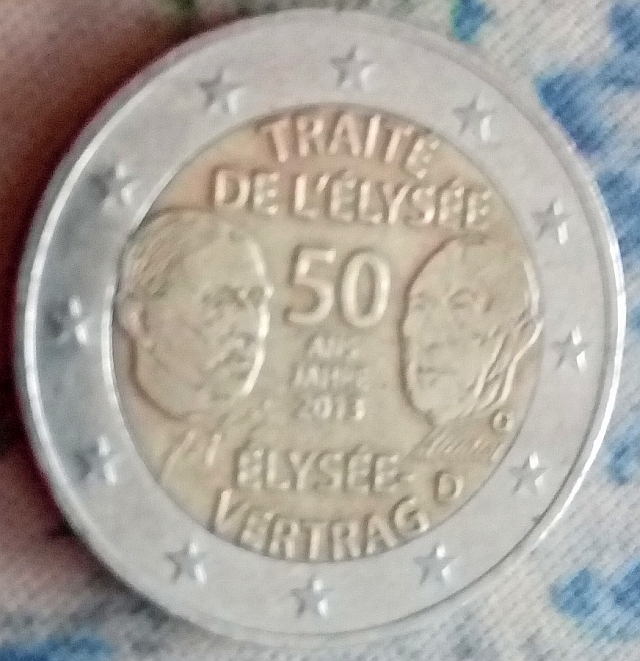 TRAITÉ
DE L'ÉLYSÉE
50
ANS
JAHRE
2013
ÉLYSÉE-
VERTRAG D